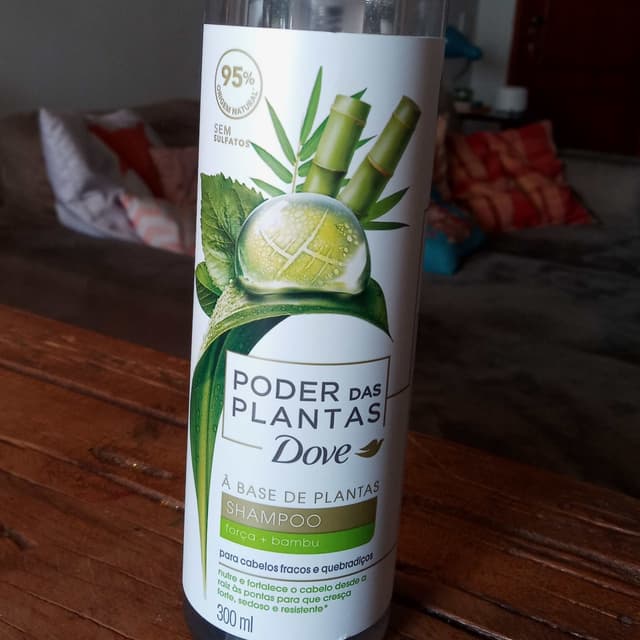 95%
ORIGEM NATURAL*
SEM
SULFATOS
PODER DAS
PLANTAS
Dove
À BASE DE PLANTAS
SHAMPOO
força + bambu
para cabelos fracos e quebradiços
nutre e fortalece o cabelo desde a
raiz às pontas para que cresça
forte, sedoso e resistente*
300 ml